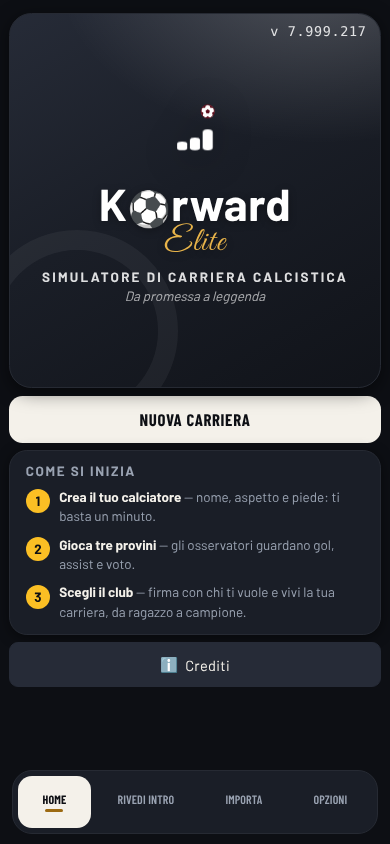 v 7.999.217
K⚽rward
Elite
SIMULATORE DI CARRIERA CALCISTICA
Da promessa a leggenda
NUOVA CARRIERA
COME SI INIZIA
1 Crea il tuo calciatore — nome, aspetto e piede: ti
basta un minuto.
2 Gioca tre provini — gli osservatori guardano gol,
assist e voto.
3 Scegli il club — firma con chi ti vuole e vivi la tua
carriera, da ragazzo a campione.
ℹ️ Crediti
HOME RIVEDI INTRO IMPORTA OPZIONI